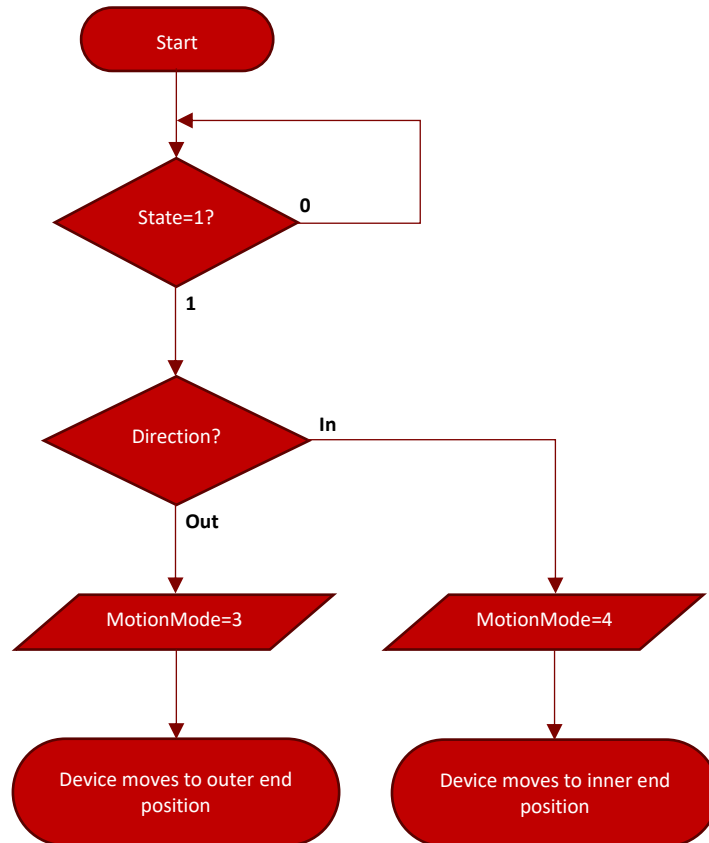 Start
State=1?
0
1
Direction?
In
Out
MotionMode=3
MotionMode=4
Device moves to outer end
position
Device moves to inner end
position